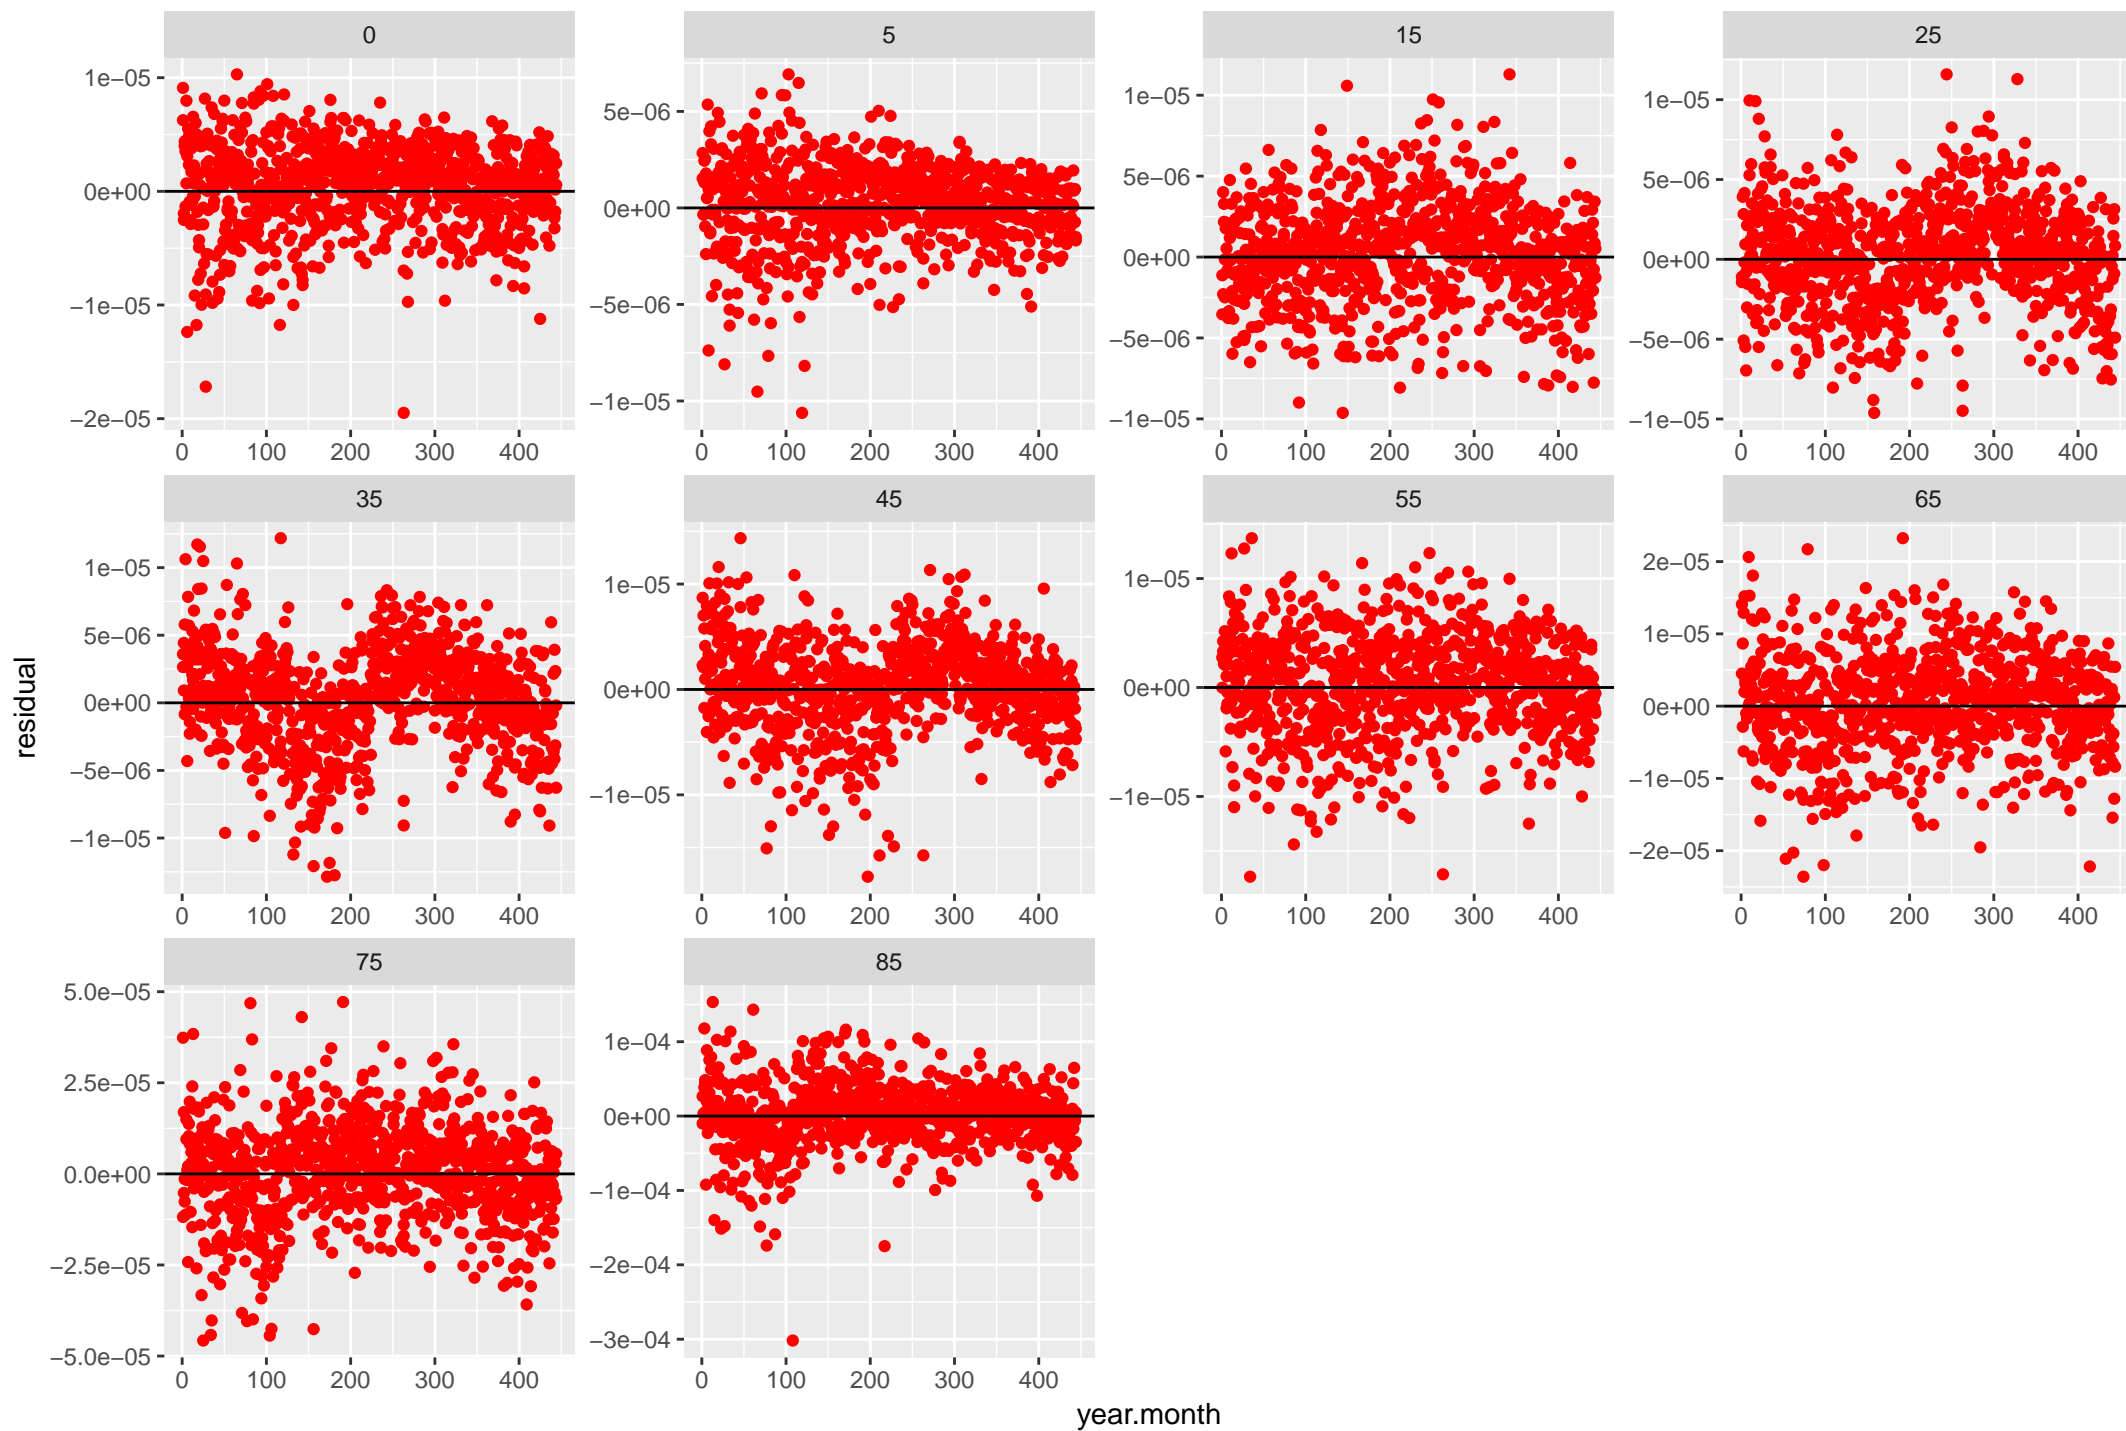 0 5 15 25
1e−05
0e+00
−1e−05
−2e−05
5e−06
0e+00
−5e−06
−1e−05
1e−05
5e−06
0e+00
−5e−06
−1e−05
1e−05
5e−06
0e+00
−5e−06
−1e−05
0 100 200 300 400 0 100 200 300 400 0 100 200 300 400 0 100 200 300 400
35 45 55 65
1e−05
5e−06
0e+00
−5e−06
−1e−05
1e−05
0e+00
−1e−05
1e−05
0e+00
−1e−05
2e−05
1e−05
0e+00
−1e−05
−2e−05
0 100 200 300 400 0 100 200 300 400 0 100 200 300 400 0 100 200 300 400
residual
75 85
5.0e−05
2.5e−05
0.0e+00
−2.5e−05
−5.0e−05
1e−04
0e+00
−1e−04
−2e−04
−3e−04
0 100 200 300 400 0 100 200 300 400
year.month